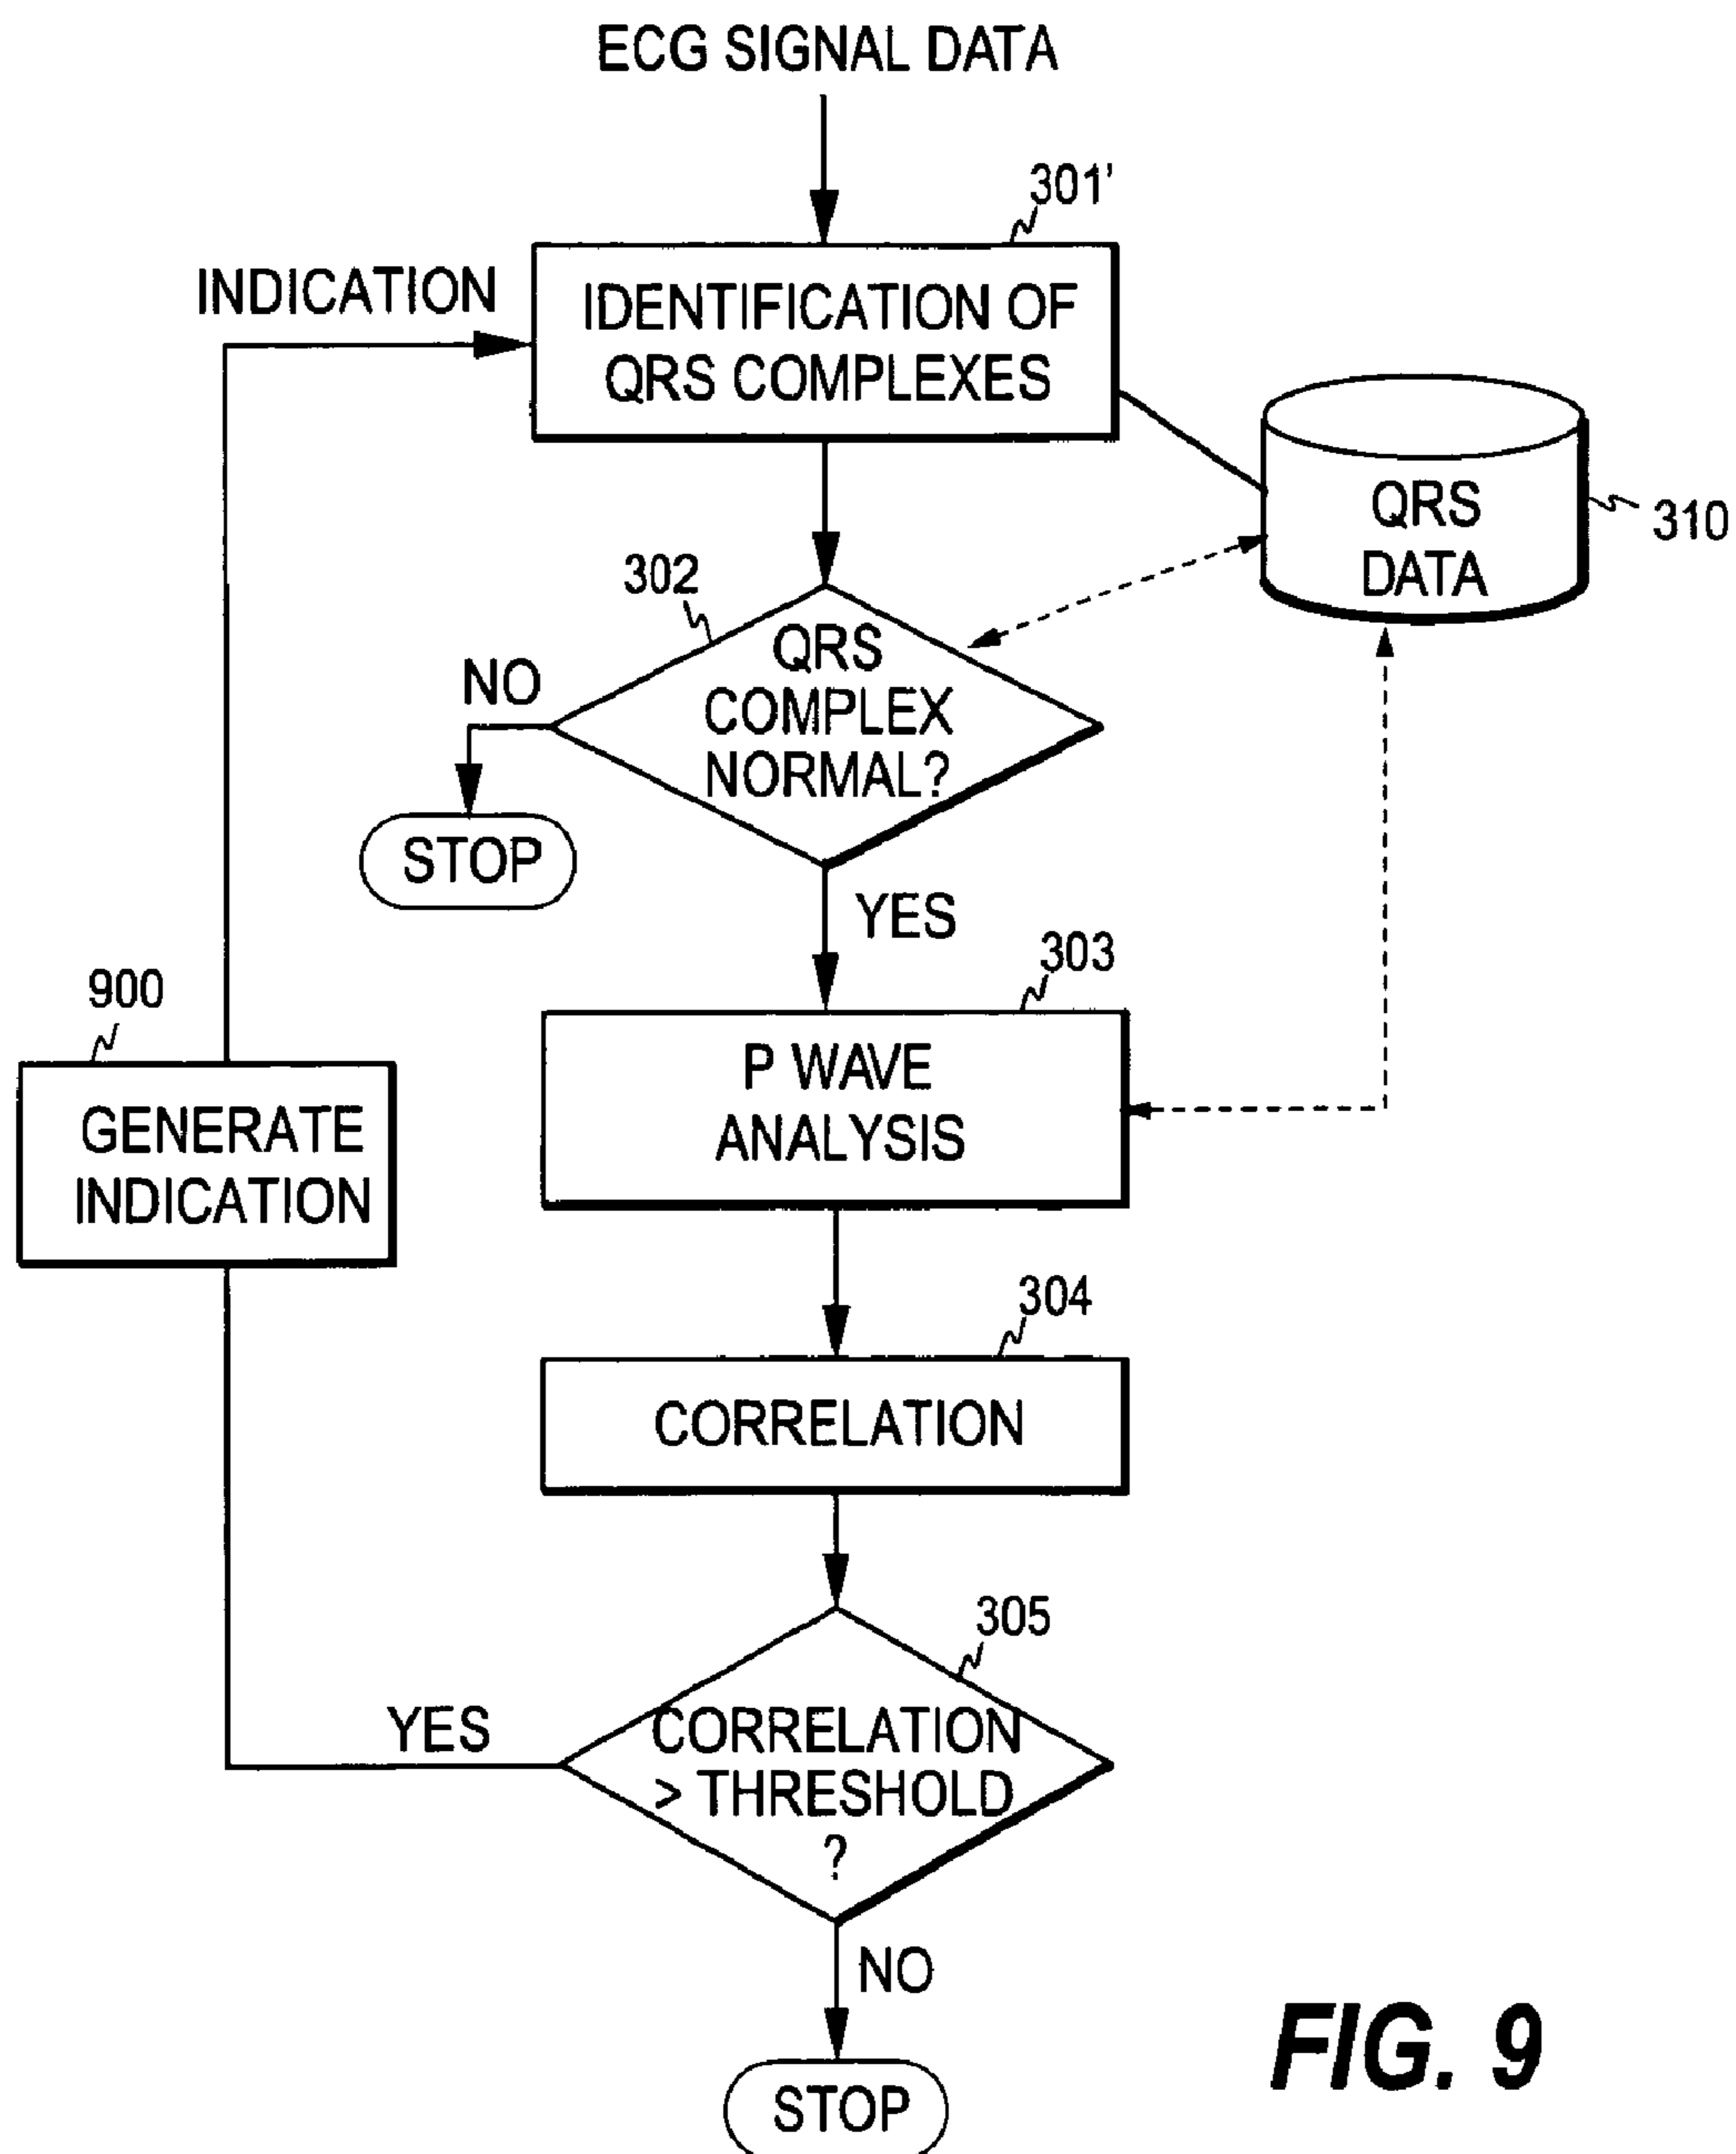 ECG SIGNAL DATA
301'
INDICATION
IDENTIFICATION OF
QRS COMPLEXES
QRS
DATA
310
302
QRS
COMPLEX
NORMAL?
NO
STOP
YES
303
900
P WAVE
ANALYSIS
GENERATE
INDICATION
304
CORRELATION
305
YES
CORRELATION
> THRESHOLD
?
NO
STOP
FIG. 9